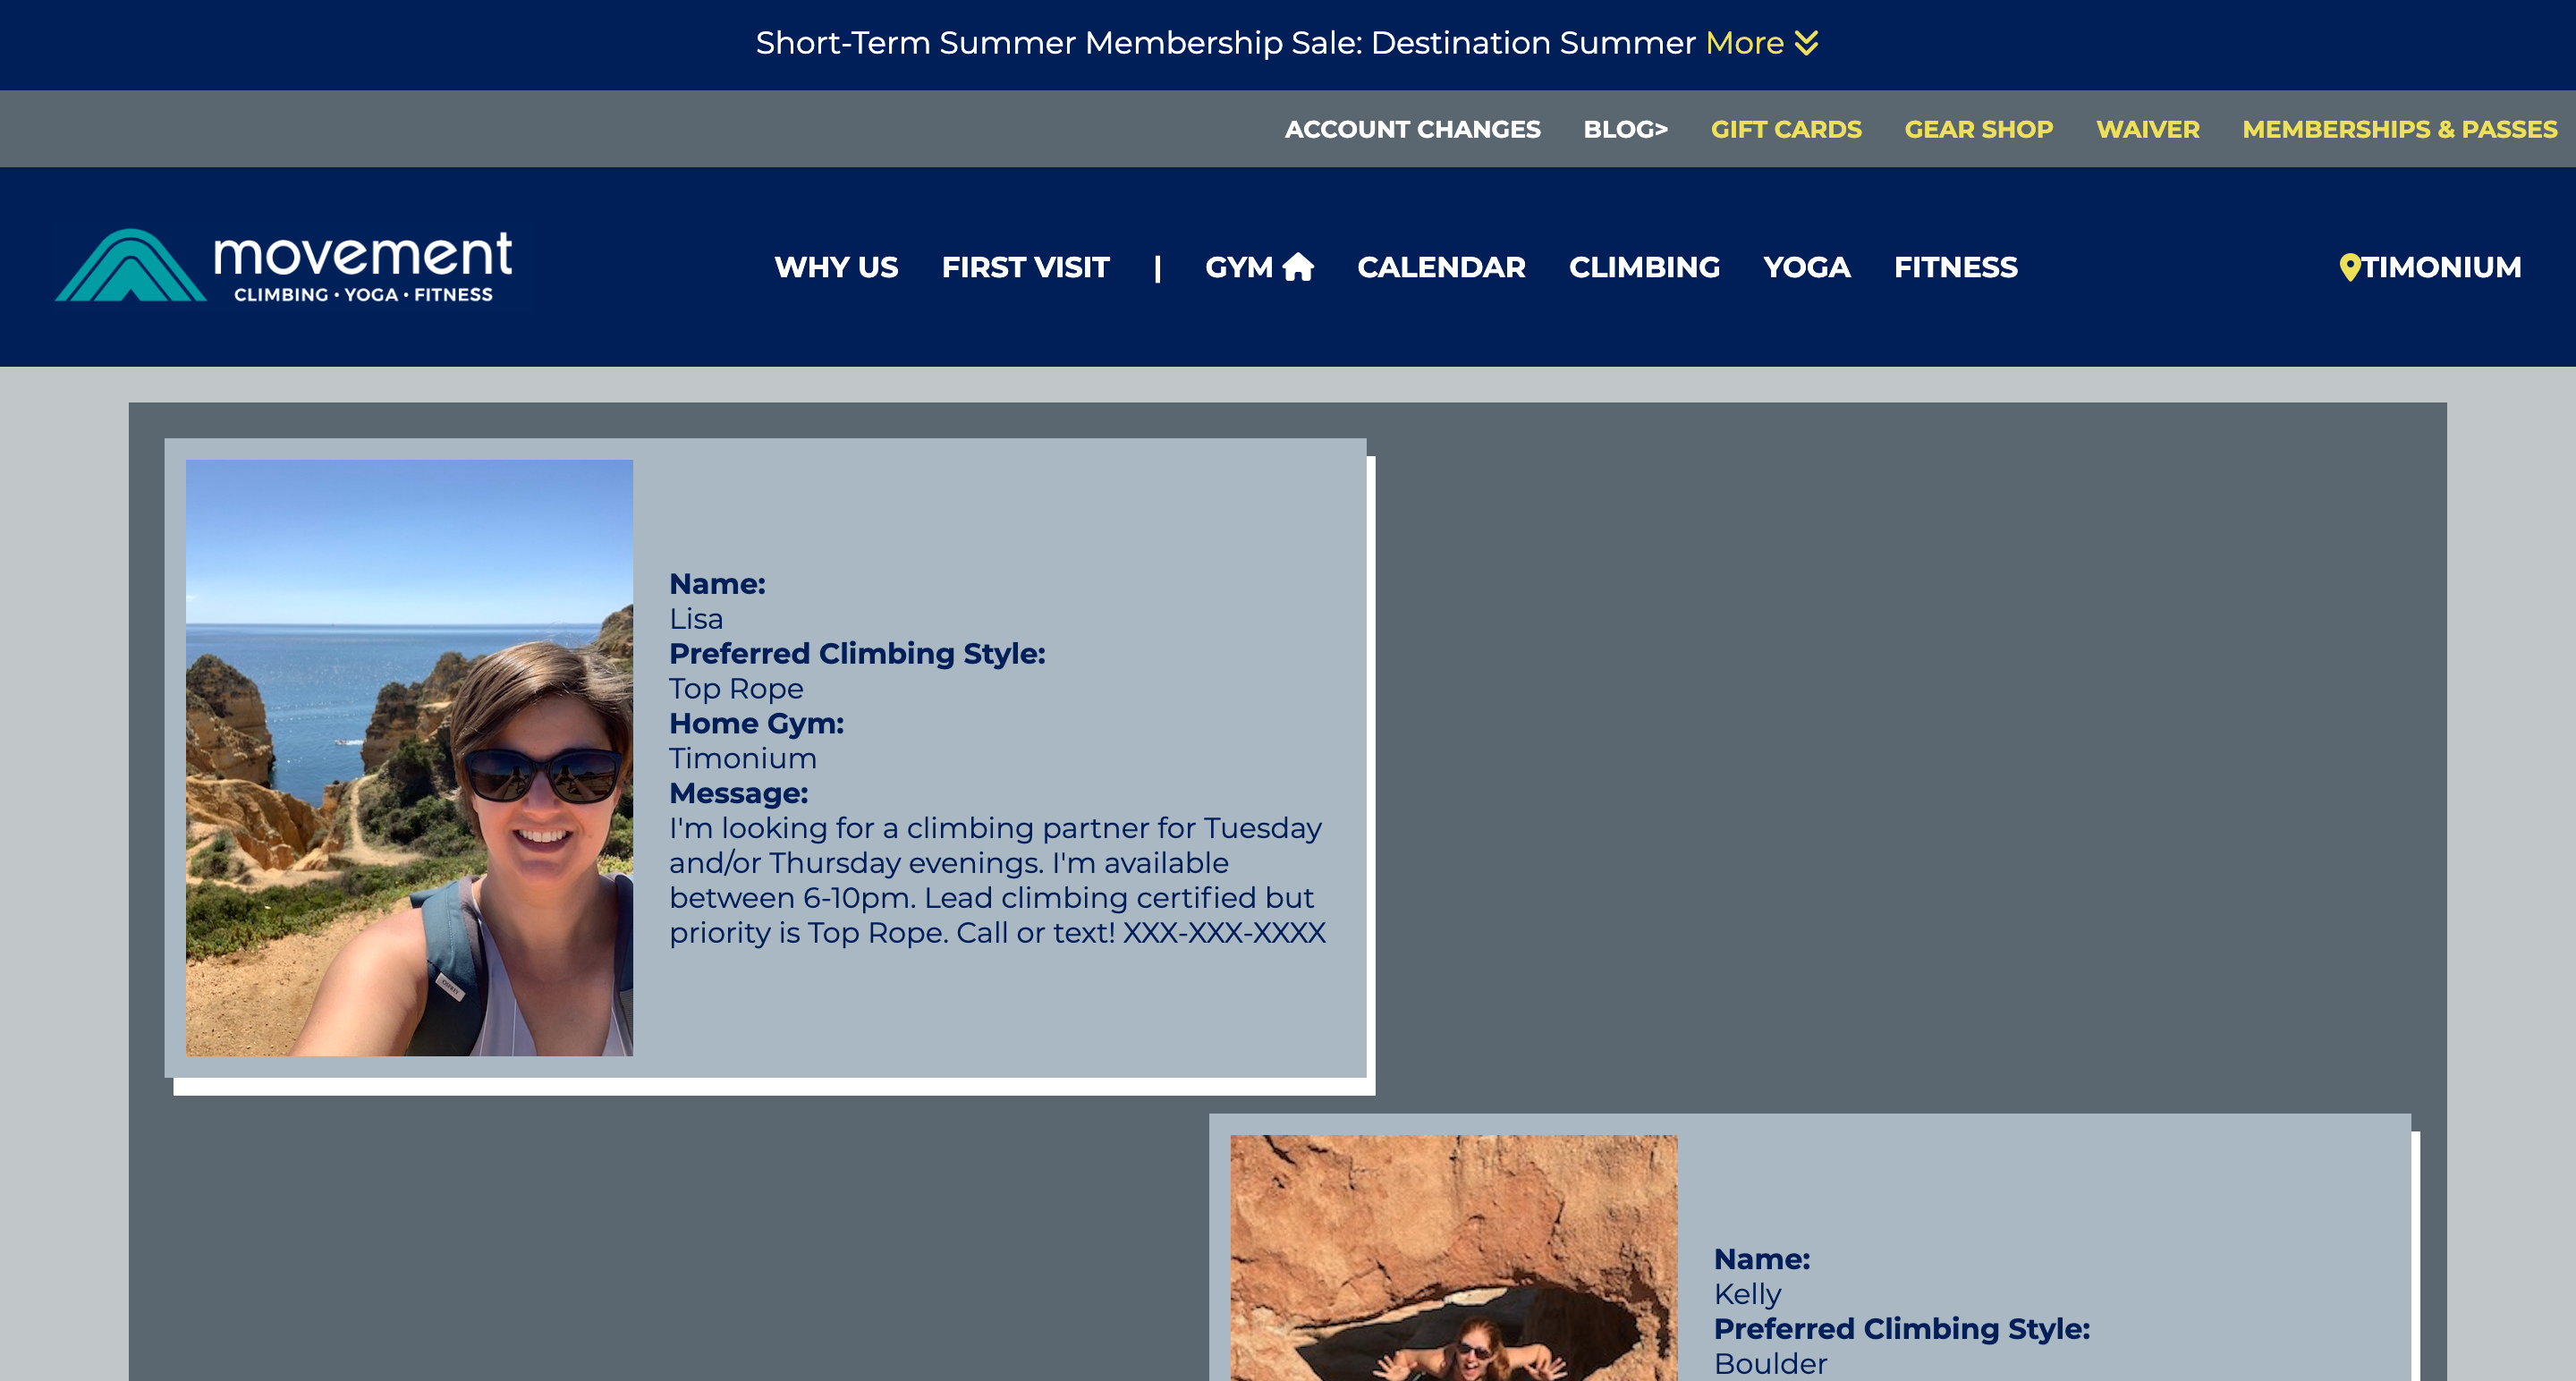 Short-Term Summer Membership Sale: Destination Summer More
ACCOUNT CHANGES BLOG> GIFT CARDS GEAR SHOP WAIVER MEMBERSHIPS & PASSES
movement
CLIMBING • YOGA • FITNESS
WHY US FIRST VISIT | GYM CALENDAR CLIMBING YOGA FITNESS
TIMONIUM
Name:
Lisa
Preferred Climbing Style:
Top Rope
Home Gym:
Timonium
Message:
I'm looking for a climbing partner for Tuesday
and/or Thursday evenings. I'm available
between 6-10pm. Lead climbing certified but
priority is Top Rope. Call or text! XXX-XXX-XXXX
OSPREY
Name:
Kelly
Preferred Climbing Style:
Boulder